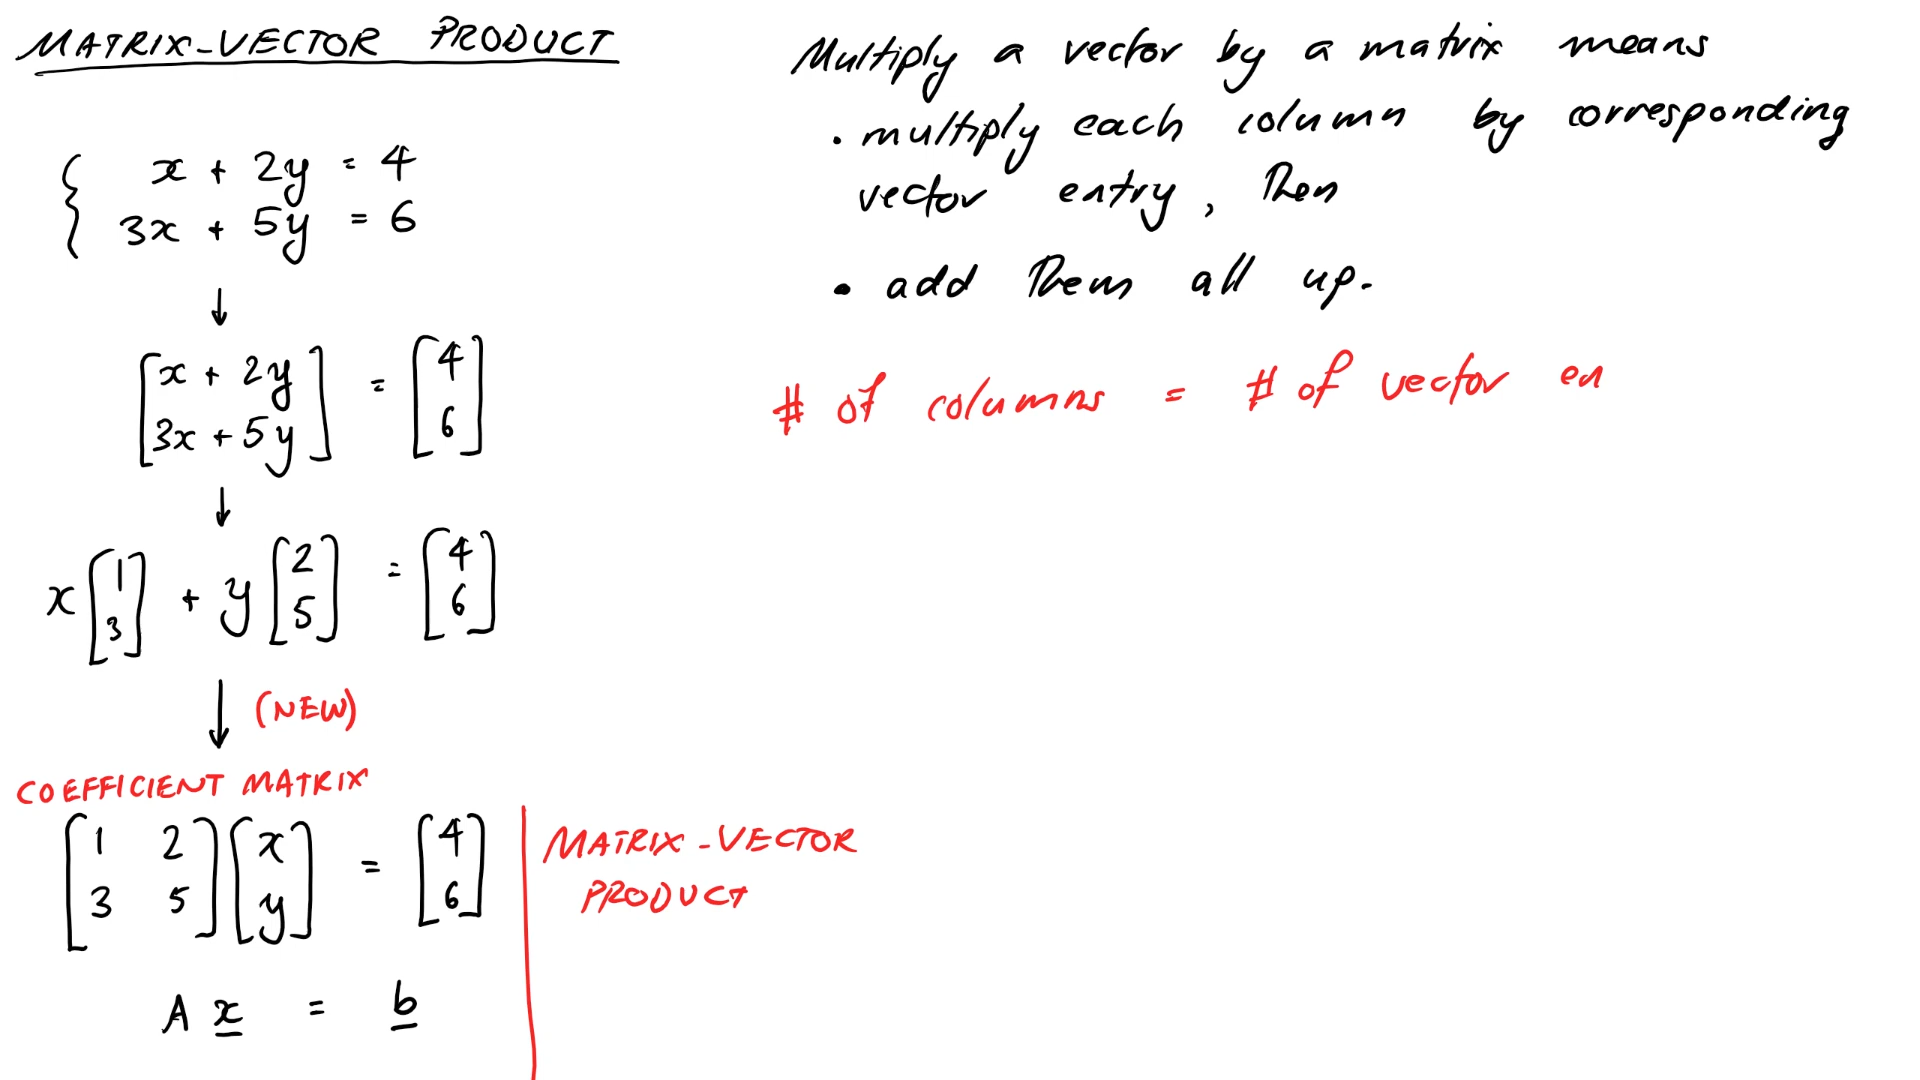 MATRIX-VECTOR PRODUCT
{ x + 2y = 4
3x + 5y = 6
↓
[x + 2y] = [4]
[3x + 5y] [6]
↓
x [1] + y [2] = [4]
[3] [5] [6]
↓ (NEW)
COEFFICIENT MATRIX
[1 2] [x] = [4]
[3 5] [y] [6]
A x = b
MATRIX-VECTOR
PRODUCT
Multiply a vector by a matrix means
• multiply each column by corresponding
vector entry, then
• add them all up.
# of columns = # of vector en